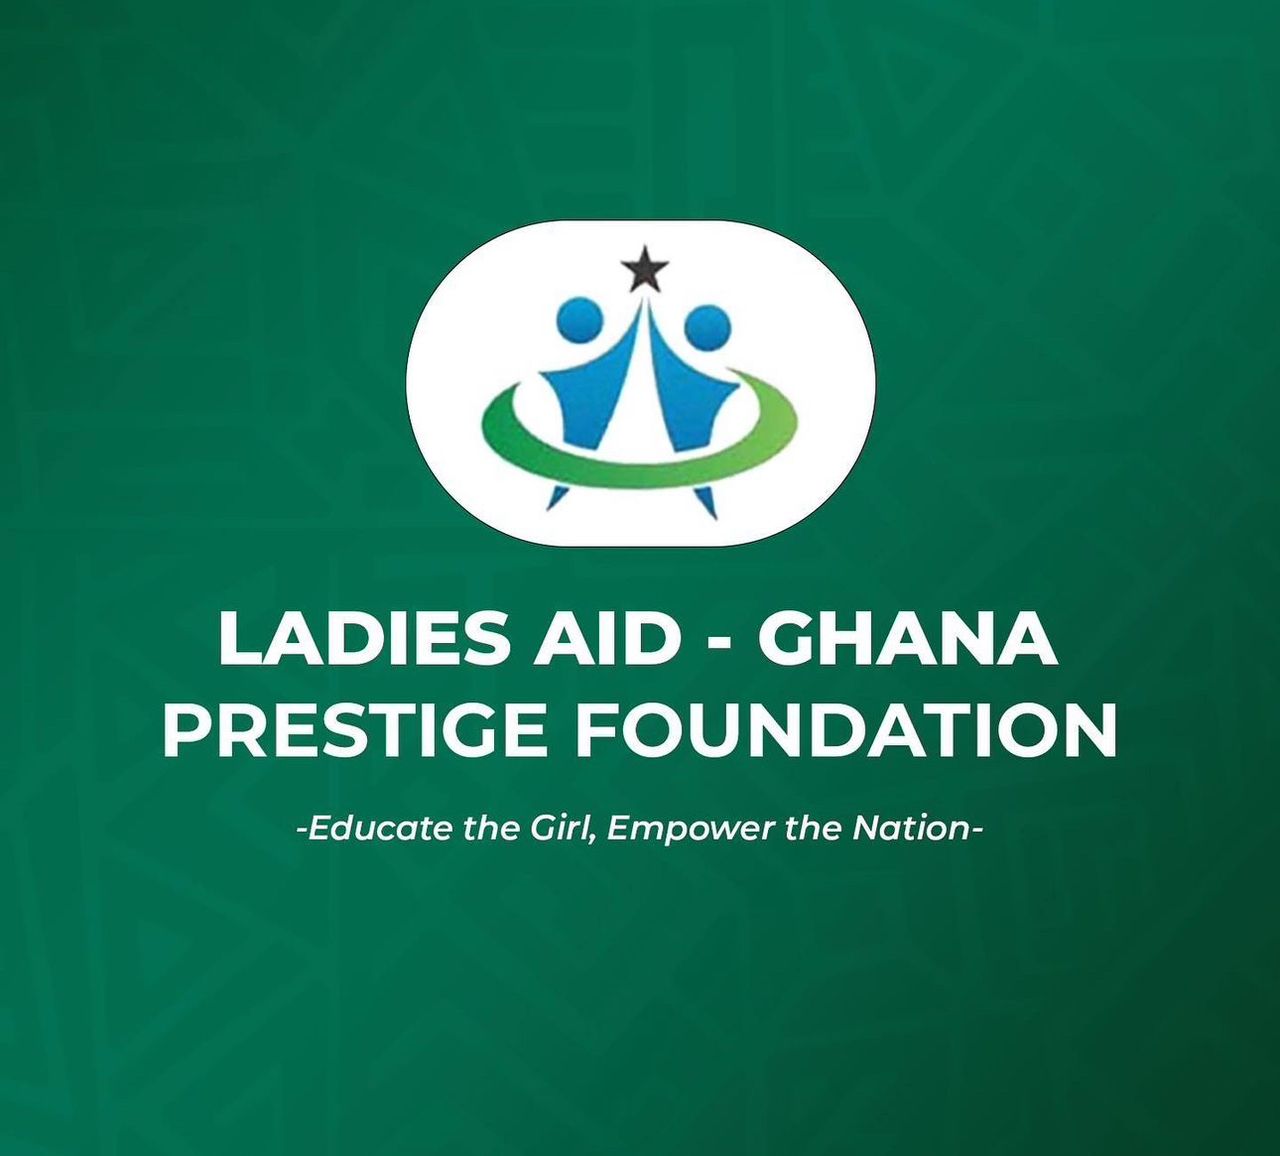 LADIES AID - GHANA
PRESTIGE FOUNDATION
-Educate the Girl, Empower the Nation-